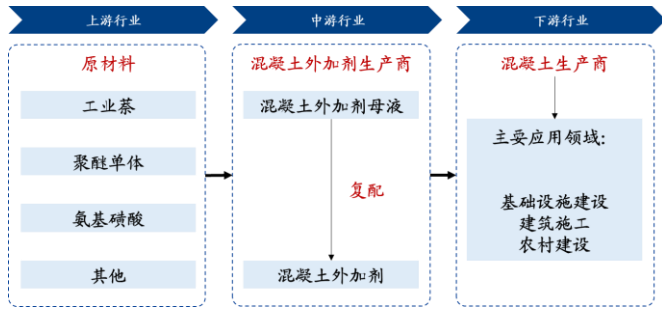 上游行业
中游行业
下游行业
原材料
工业萘
聚醚单体
氨基磺酸
其他
混凝土外加剂生产商
混凝土外加剂母液
复配
混凝土外加剂
混凝土生产商
主要应用领域:
基础设施建设
建筑施工
农村建设